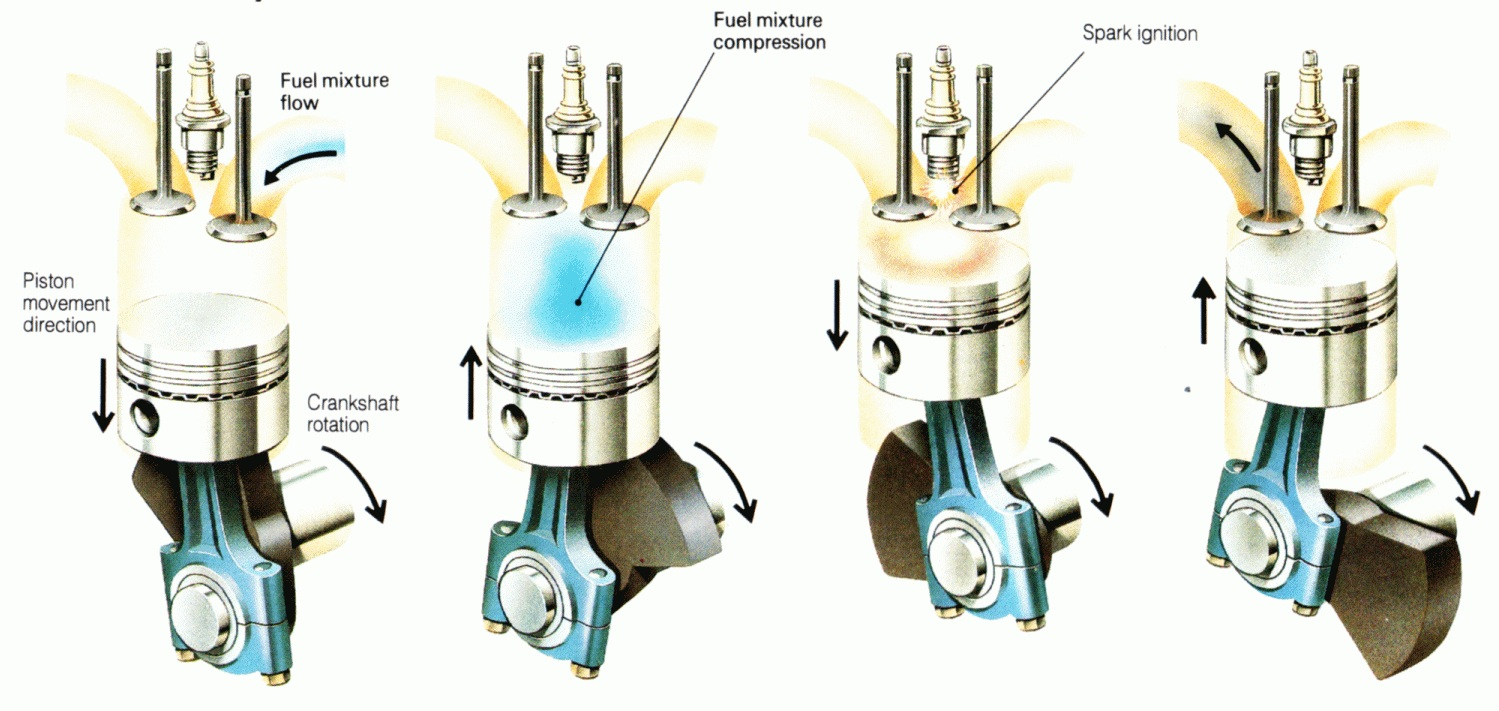 Fuel mixture
flow
Piston
movement
direction
Crankshaft
rotation
Fuel mixture
compression
Spark ignition